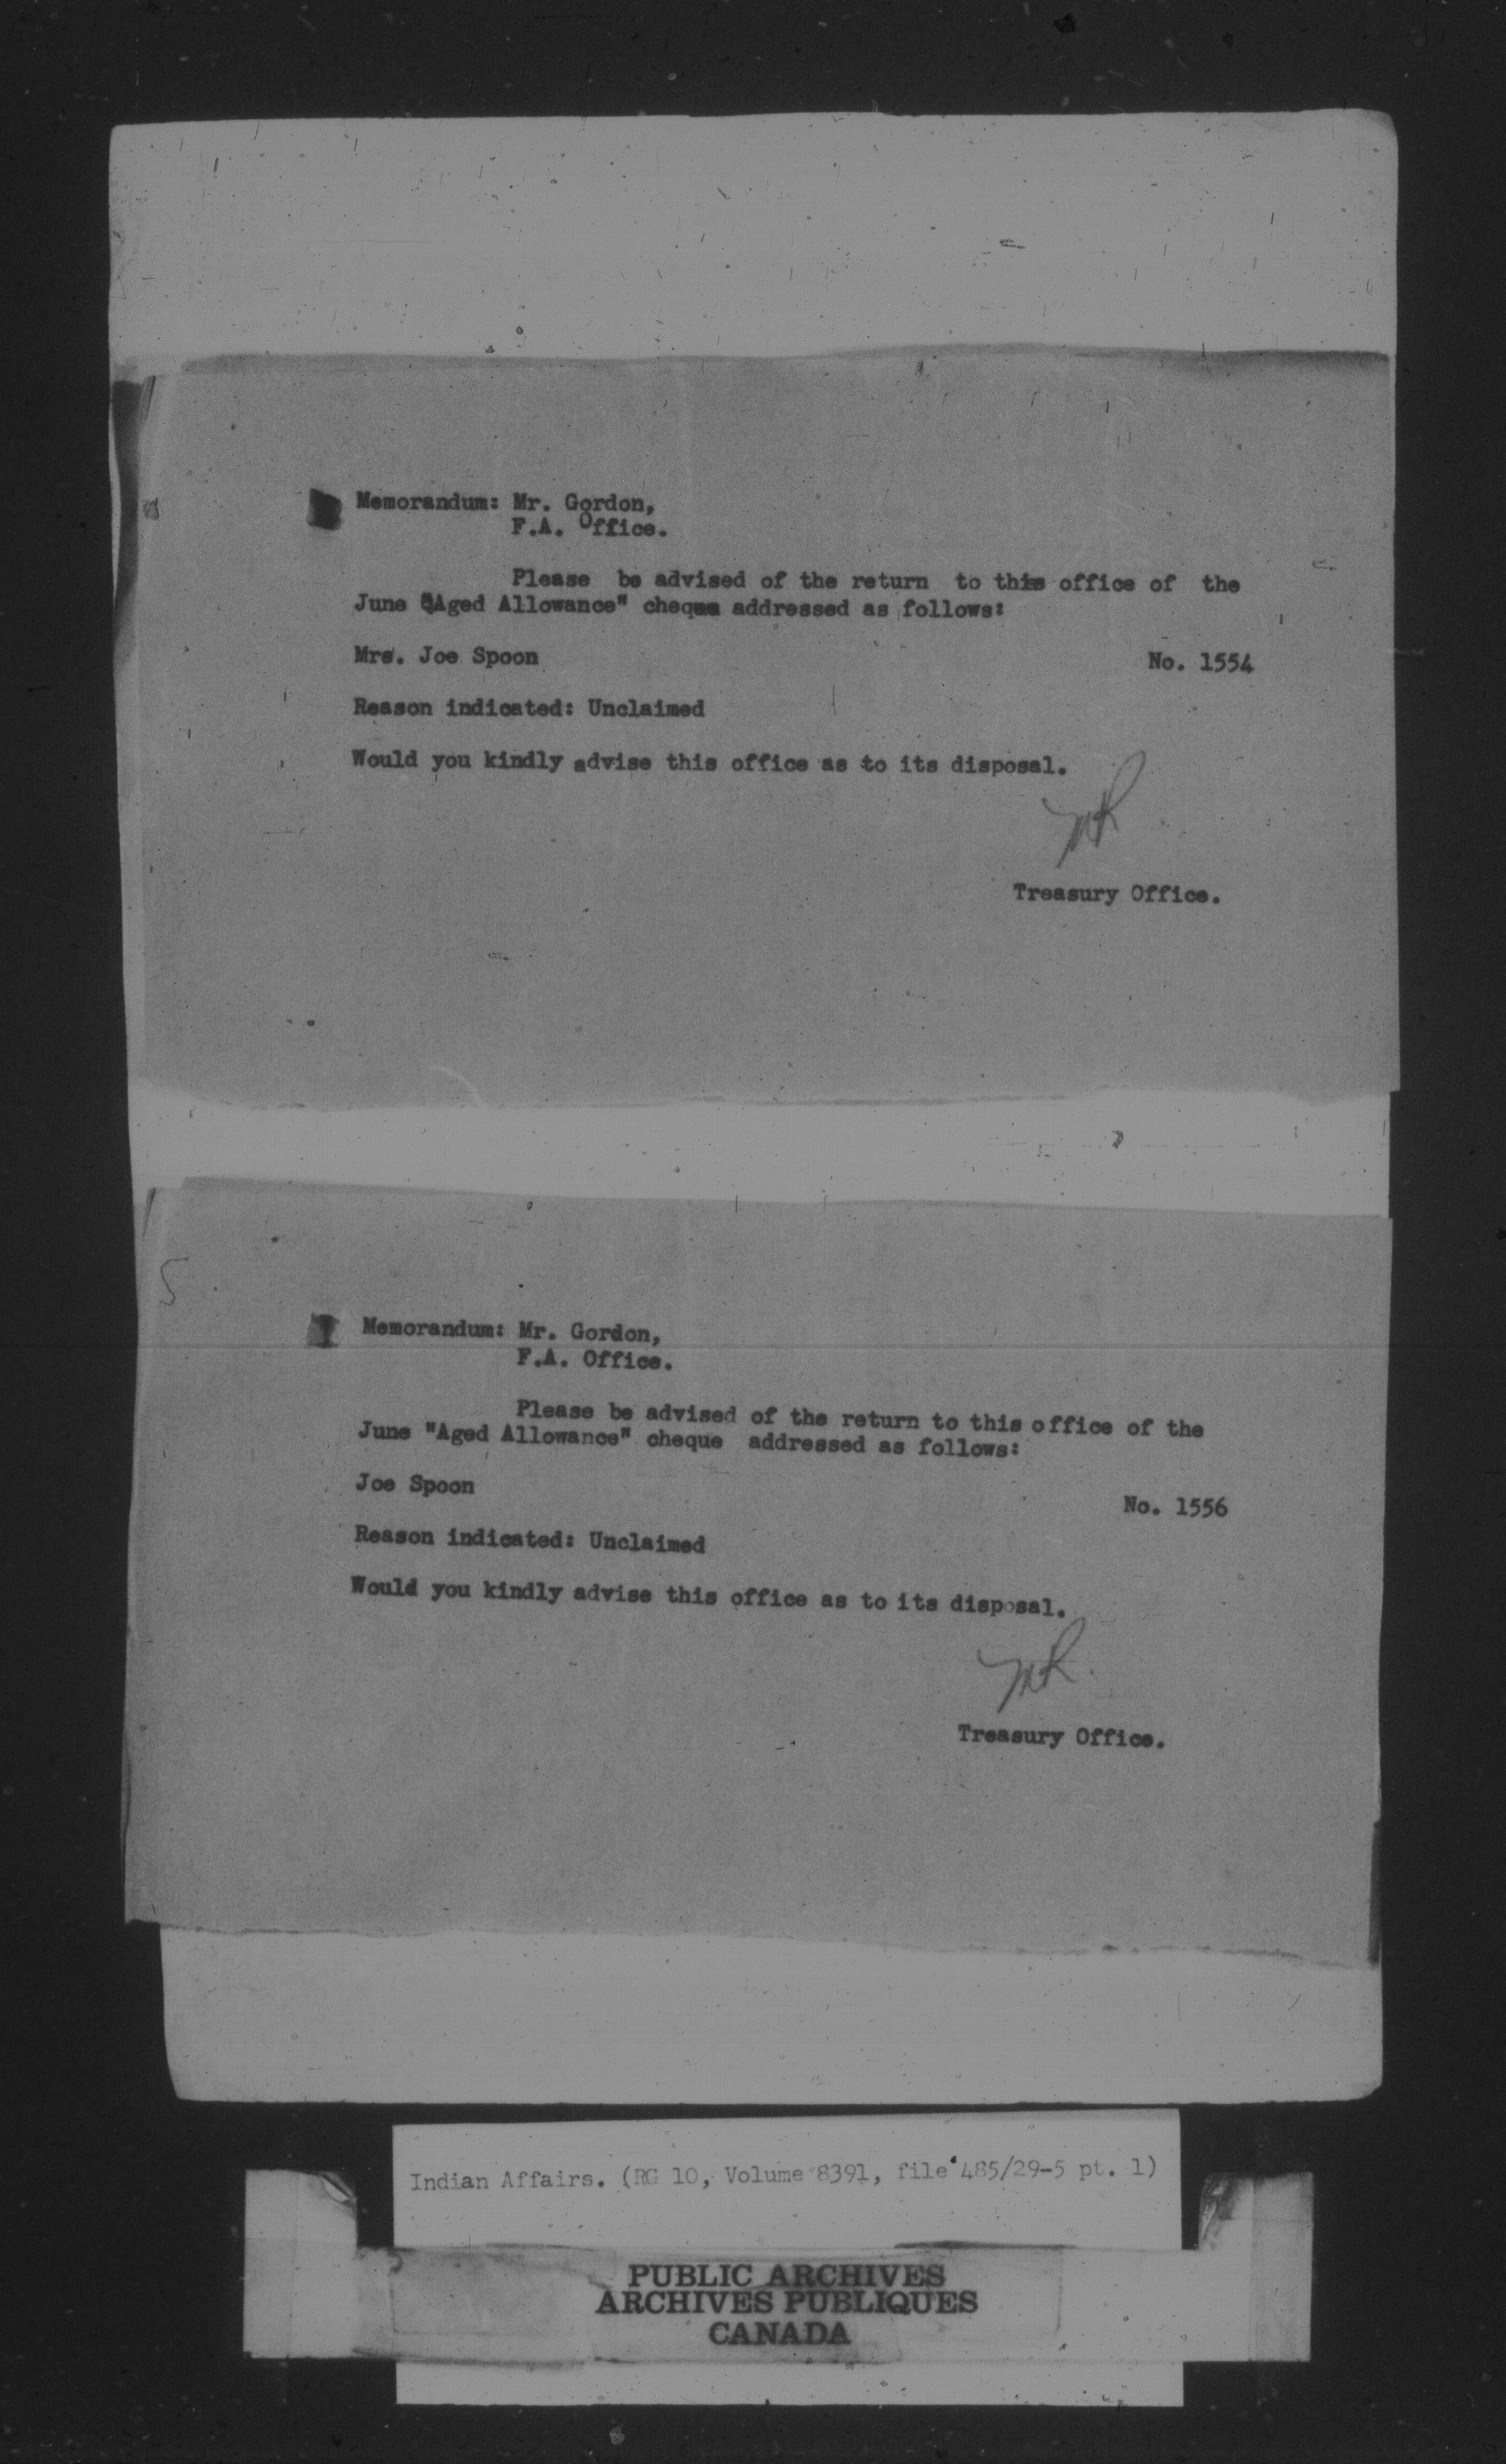 Memorandum: Mr. Gordon,
F.A. Office.
Please be advised of the return to this office of the
June "Aged Allowance" cheque addressed as follows:
Mrs. Joe Spoon No. 1554
Reason indicated: Unclaimed
Would you kindly advise this office as to its disposal.
Treasury Office.
5
Memorandum: Mr. Gordon,
F.A. Office.
Please be advised of the return to this office of the
June "Aged Allowance" cheque addressed as follows:
Joe Spoon
No. 1556
Reason indicated: Unclaimed
Would you kindly advise this office as to its disposal.
Treasury Office.
Indian Affairs. (RG 10, Volume 8391, file 485/29-5 pt. 1)
PUBLIC ARCHIVES
ARCHIVES PUBLIQUES
CANADA